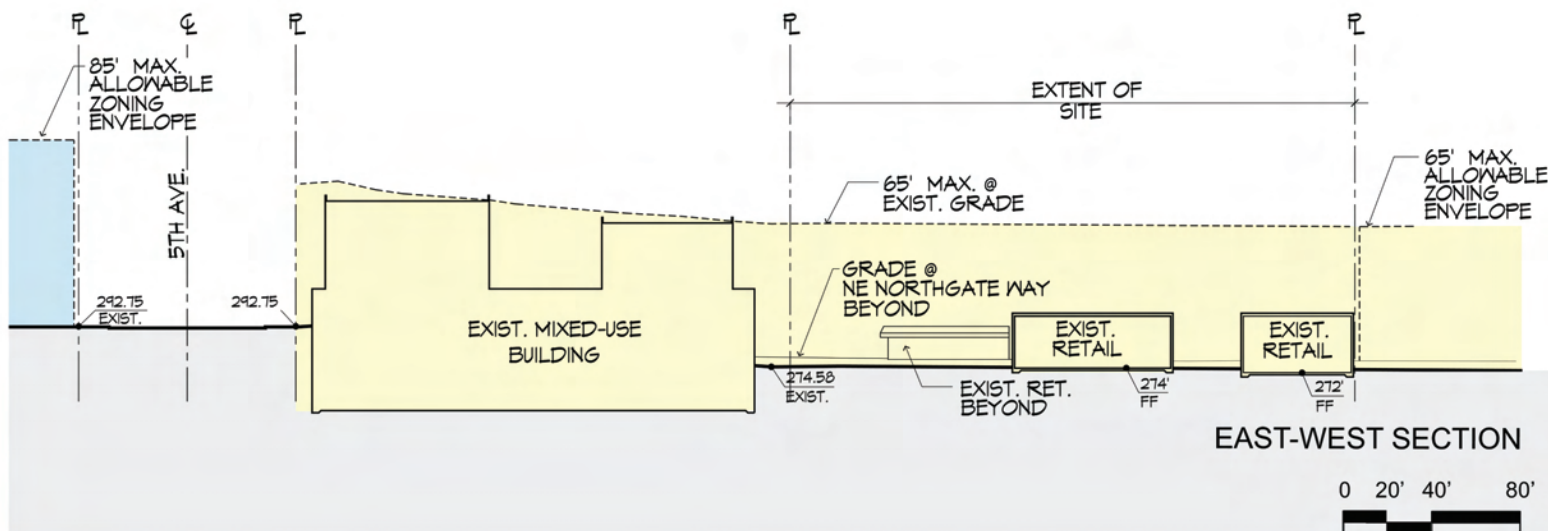 ℄
PL
PL
PL
PL
85' MAX.
ALLOWABLE
ZONING
ENVELOPE
5TH AVE.
292.75
EXIST.
292.75
EXIST. MIXED-USE
BUILDING
EXTENT OF
SITE
65' MAX. @
EXIST. GRADE
65' MAX.
ALLOWABLE
ZONING
ENVELOPE
GRADE @
NE NORTHGATE WAY
BEYOND
274.58
EXIST.
EXIST. RET.
BEYOND
EXIST.
RETAIL
274'
FF
EXIST.
RETAIL
272'
FF
EAST-WEST SECTION
0 20' 40' 80'